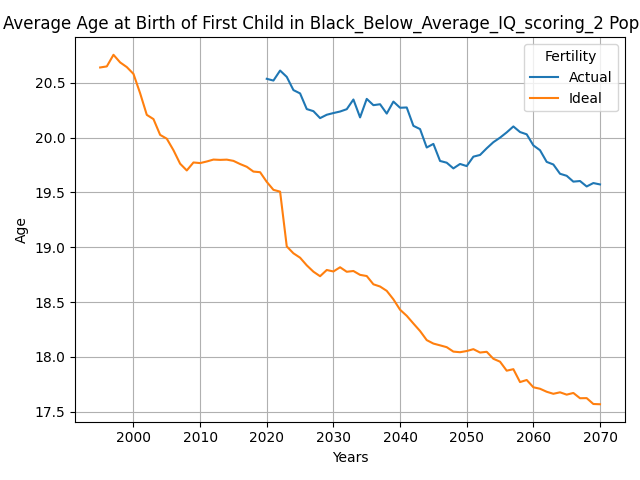 Average Age at Birth of First Child in Black_Below_Average_IQ_scoring_2 Pop
Fertility
Actual
Ideal
20.5
20.0
19.5
19.0
18.5
18.0
17.5
Age
2000 2010 2020 2030 2040 2050 2060 2070
Years